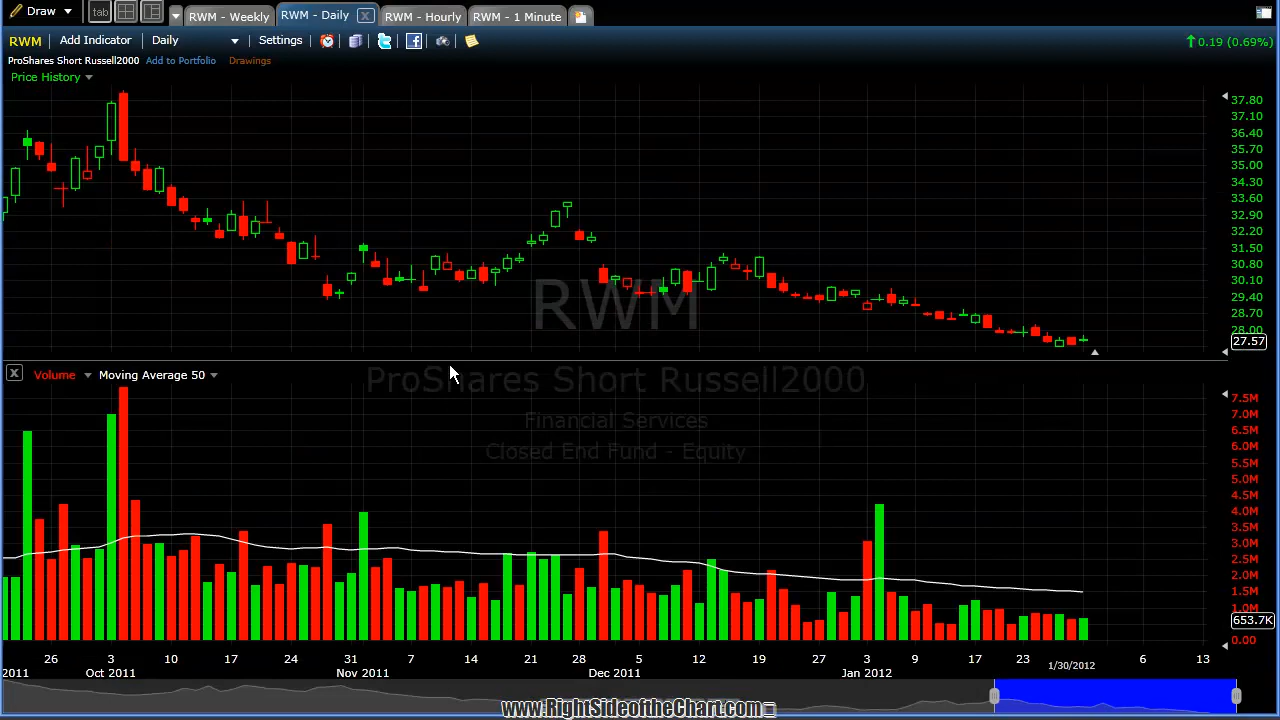 Draw tab RWM - Weekly RWM - Daily X RWM - Hourly RWM - 1 Minute
RWM Add Indicator Daily Settings 0.19 (0.69%)
ProShares Short Russell2000 Add to Portfolio Drawings
Price History
37.80
37.10
36.40
35.70
35.00
34.30
33.60
32.90
32.20
31.50
30.80
30.10
29.40
28.70
28.00
27.57
RWM
X Volume Moving Average 50
ProShares Short Russell2000
Financial Services
Closed End Fund - Equity
7.5M
7.0M
6.5M
6.0M
5.5M
5.0M
4.5M
4.0M
3.5M
3.0M
2.5M
2.0M
1.5M
1.0M
653.7K
0.00
26 3 10 17 24 31 7 14 21 28 5 12 19 27 3 9 17 23 1/30/2012 6 13
2011 Oct 2011 Nov 2011 Dec 2011 Jan 2012
www.RightSideoftheChart.com